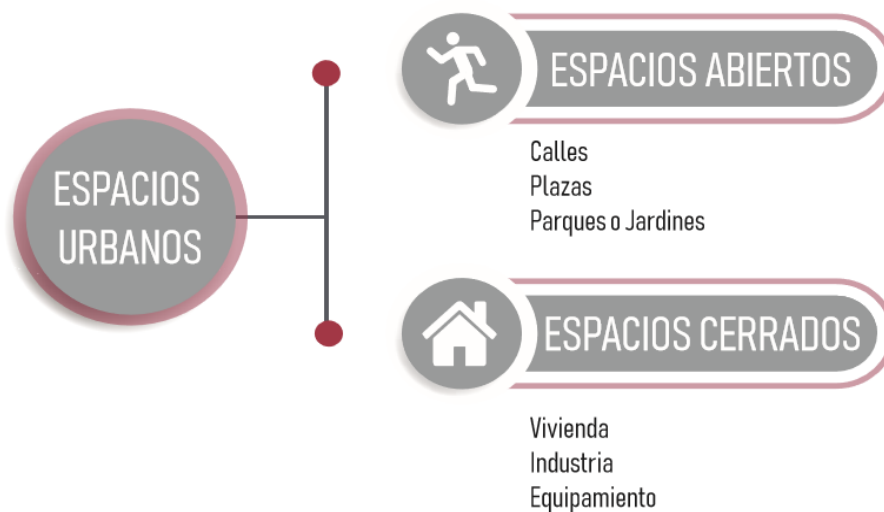 ESPACIOS
URBANOS
ESPACIOS ABIERTOS
Calles
Plazas
Parques o Jardines
ESPACIOS CERRADOS
Vivienda
Industria
Equipamiento